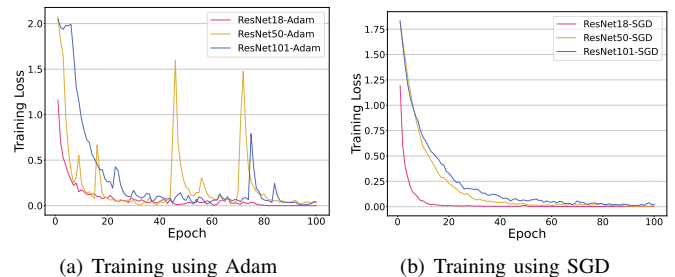 ResNet18-Adam
ResNet50-Adam
ResNet101-Adam
Training Loss
2.0
1.5
1.0
0.5
0.0
0
20
40
60
80
100
Epoch
(a) Training using Adam
ResNet18-SGD
ResNet50-SGD
ResNet101-SGD
Training Loss
1.75
1.50
1.25
1.00
0.75
0.50
0.25
0.00
0
20
40
60
80
100
Epoch
(b) Training using SGD